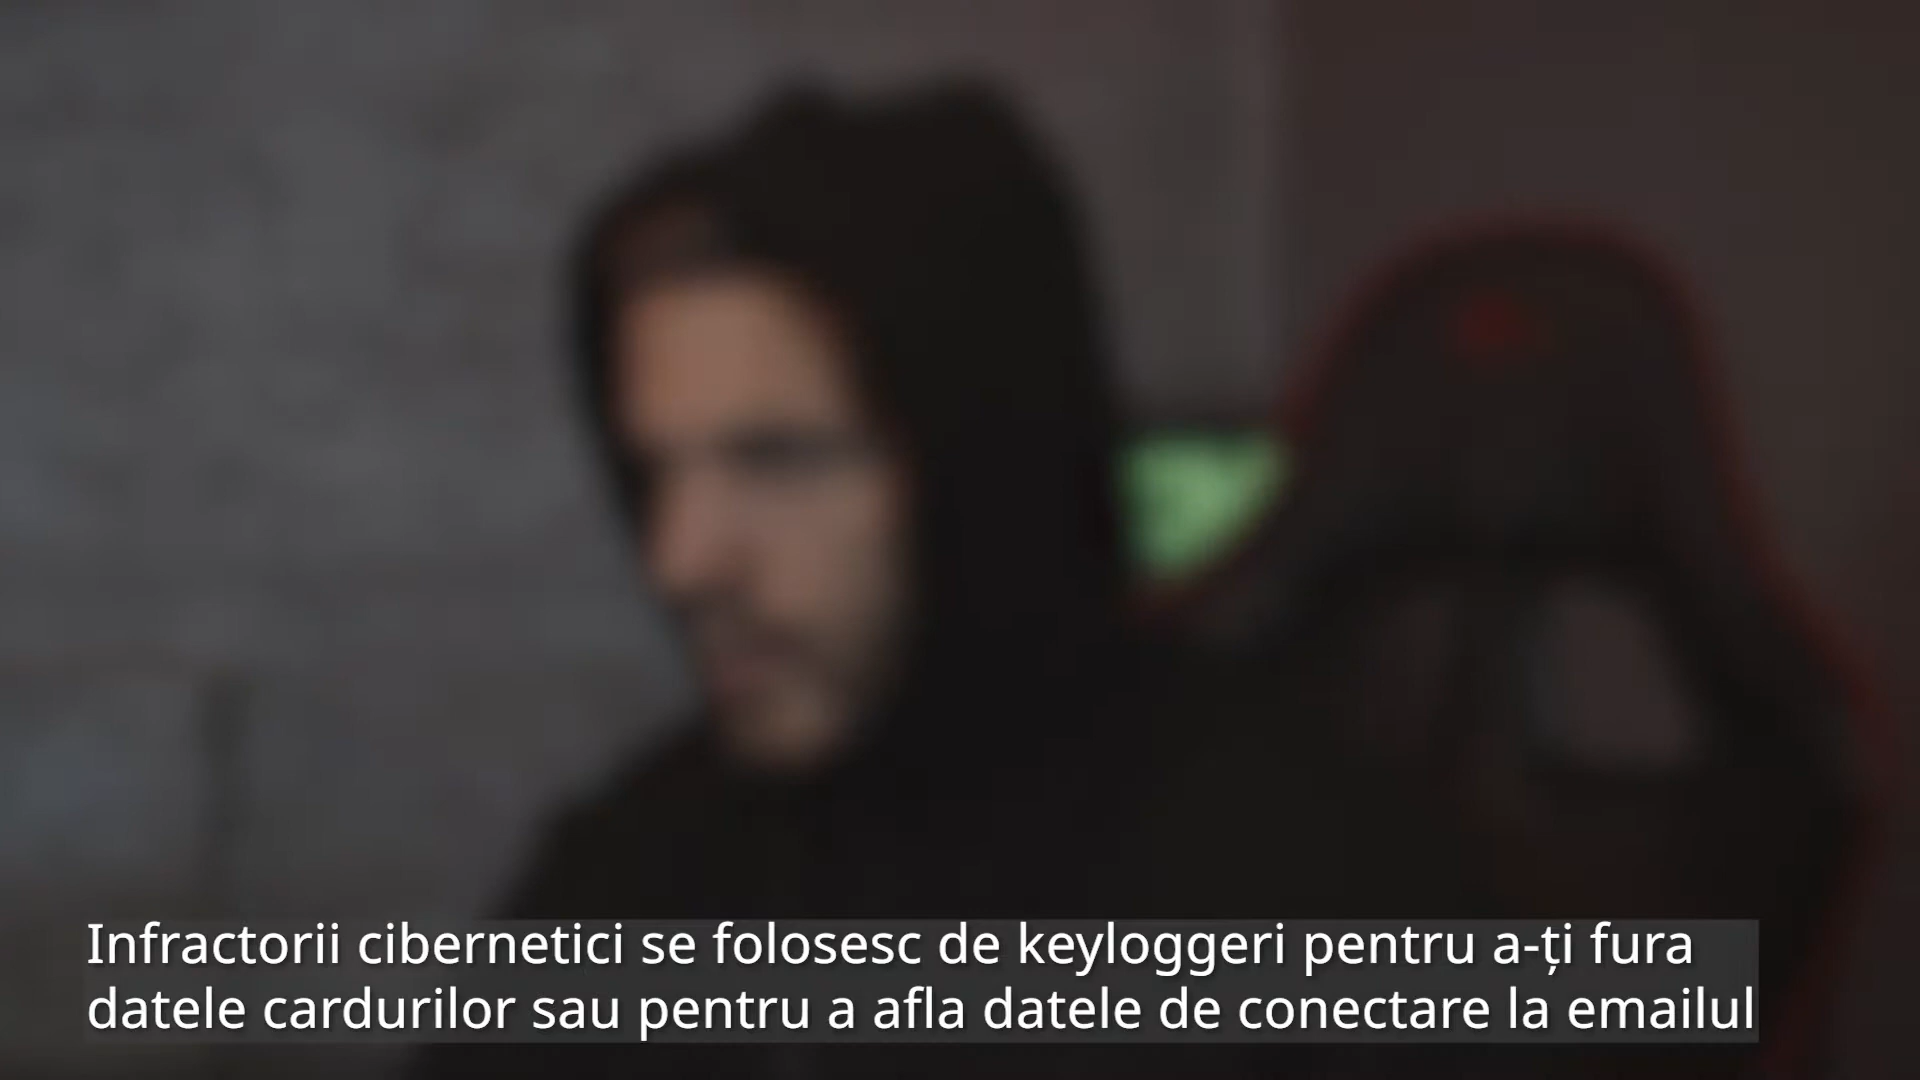 Infractorii cibernetici se folosesc de keyloggeri pentru a-ți fura
datele cardurilor sau pentru a afla datele de conectare la emailul